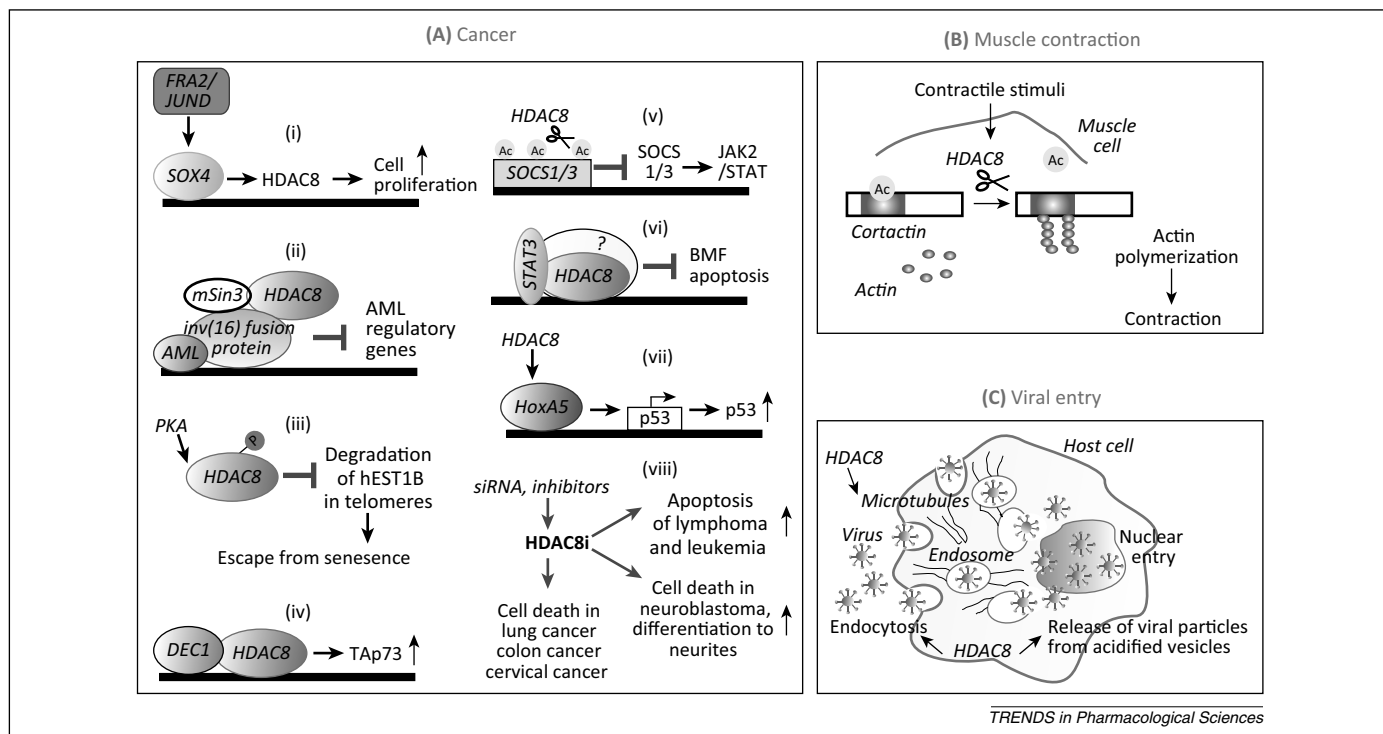 (A) Cancer
FRA2/
JUND
(i)
SOX4
HDAC8
Cell
proliferation
(ii)
mSin3
HDAC8
inv(16) fusion
protein
AML
AML
regulatory
genes
PKA
(iii)
P
HDAC8
Degradation
of hEST1B
in telomeres
Escape from senesence
(iv)
DEC1
HDAC8
TAp73
HDAC8
(v)
Ac
Ac
Ac
SOCS1/3
SOCS
1/3
JAK2
/STAT
(vi)
STAT3
?
HDAC8
BMF
apoptosis
HDAC8
(vii)
HoxA5
p53
p53
(viii)
siRNA, inhibitors
HDAC8i
Apoptosis
of lymphoma
and leukemia
Cell death in
neuroblastoma,
differentiation to
neurites
Cell death in
lung cancer
colon cancer
cervical cancer
(B) Muscle contraction
Contractile stimuli
Muscle
cell
HDAC8
Ac
Ac
Cortactin
Actin
Actin
polymerization
Contraction
(C) Viral entry
Host cell
HDAC8
Microtubules
Virus
Endosome
Nuclear
entry
Endocytosis
HDAC8
Release of viral particles
from acidified vesicles
TRENDS in Pharmacological Sciences